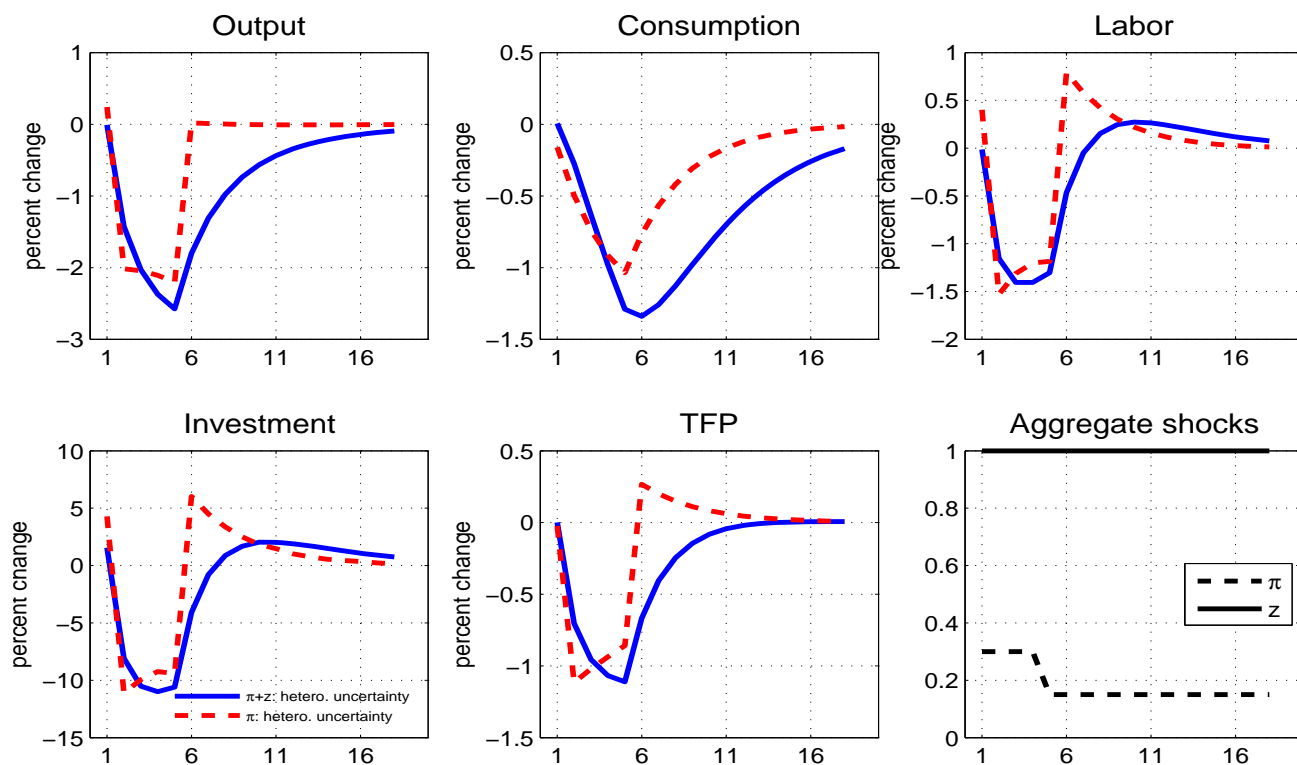 Output
Consumption
Labor
percent change
1
0
−1
−2
−3
1 6 11 16
percent change
0.5
0
−0.5
−1
−1.5
1 6 11 16
percent change
1
0.5
0
−0.5
−1
−1.5
−2
1 6 11 16
Investment
TFP
Aggregate shocks
percent change
10
5
0
−5
−10
−15
π+z: hetero. uncertainty
π: hetero. uncertainty
1 6 11 16
percent change
0.5
0
−0.5
−1
−1.5
1 6 11 16
1
0.8
0.6
0.4
0.2
0
π
z
1 6 11 16